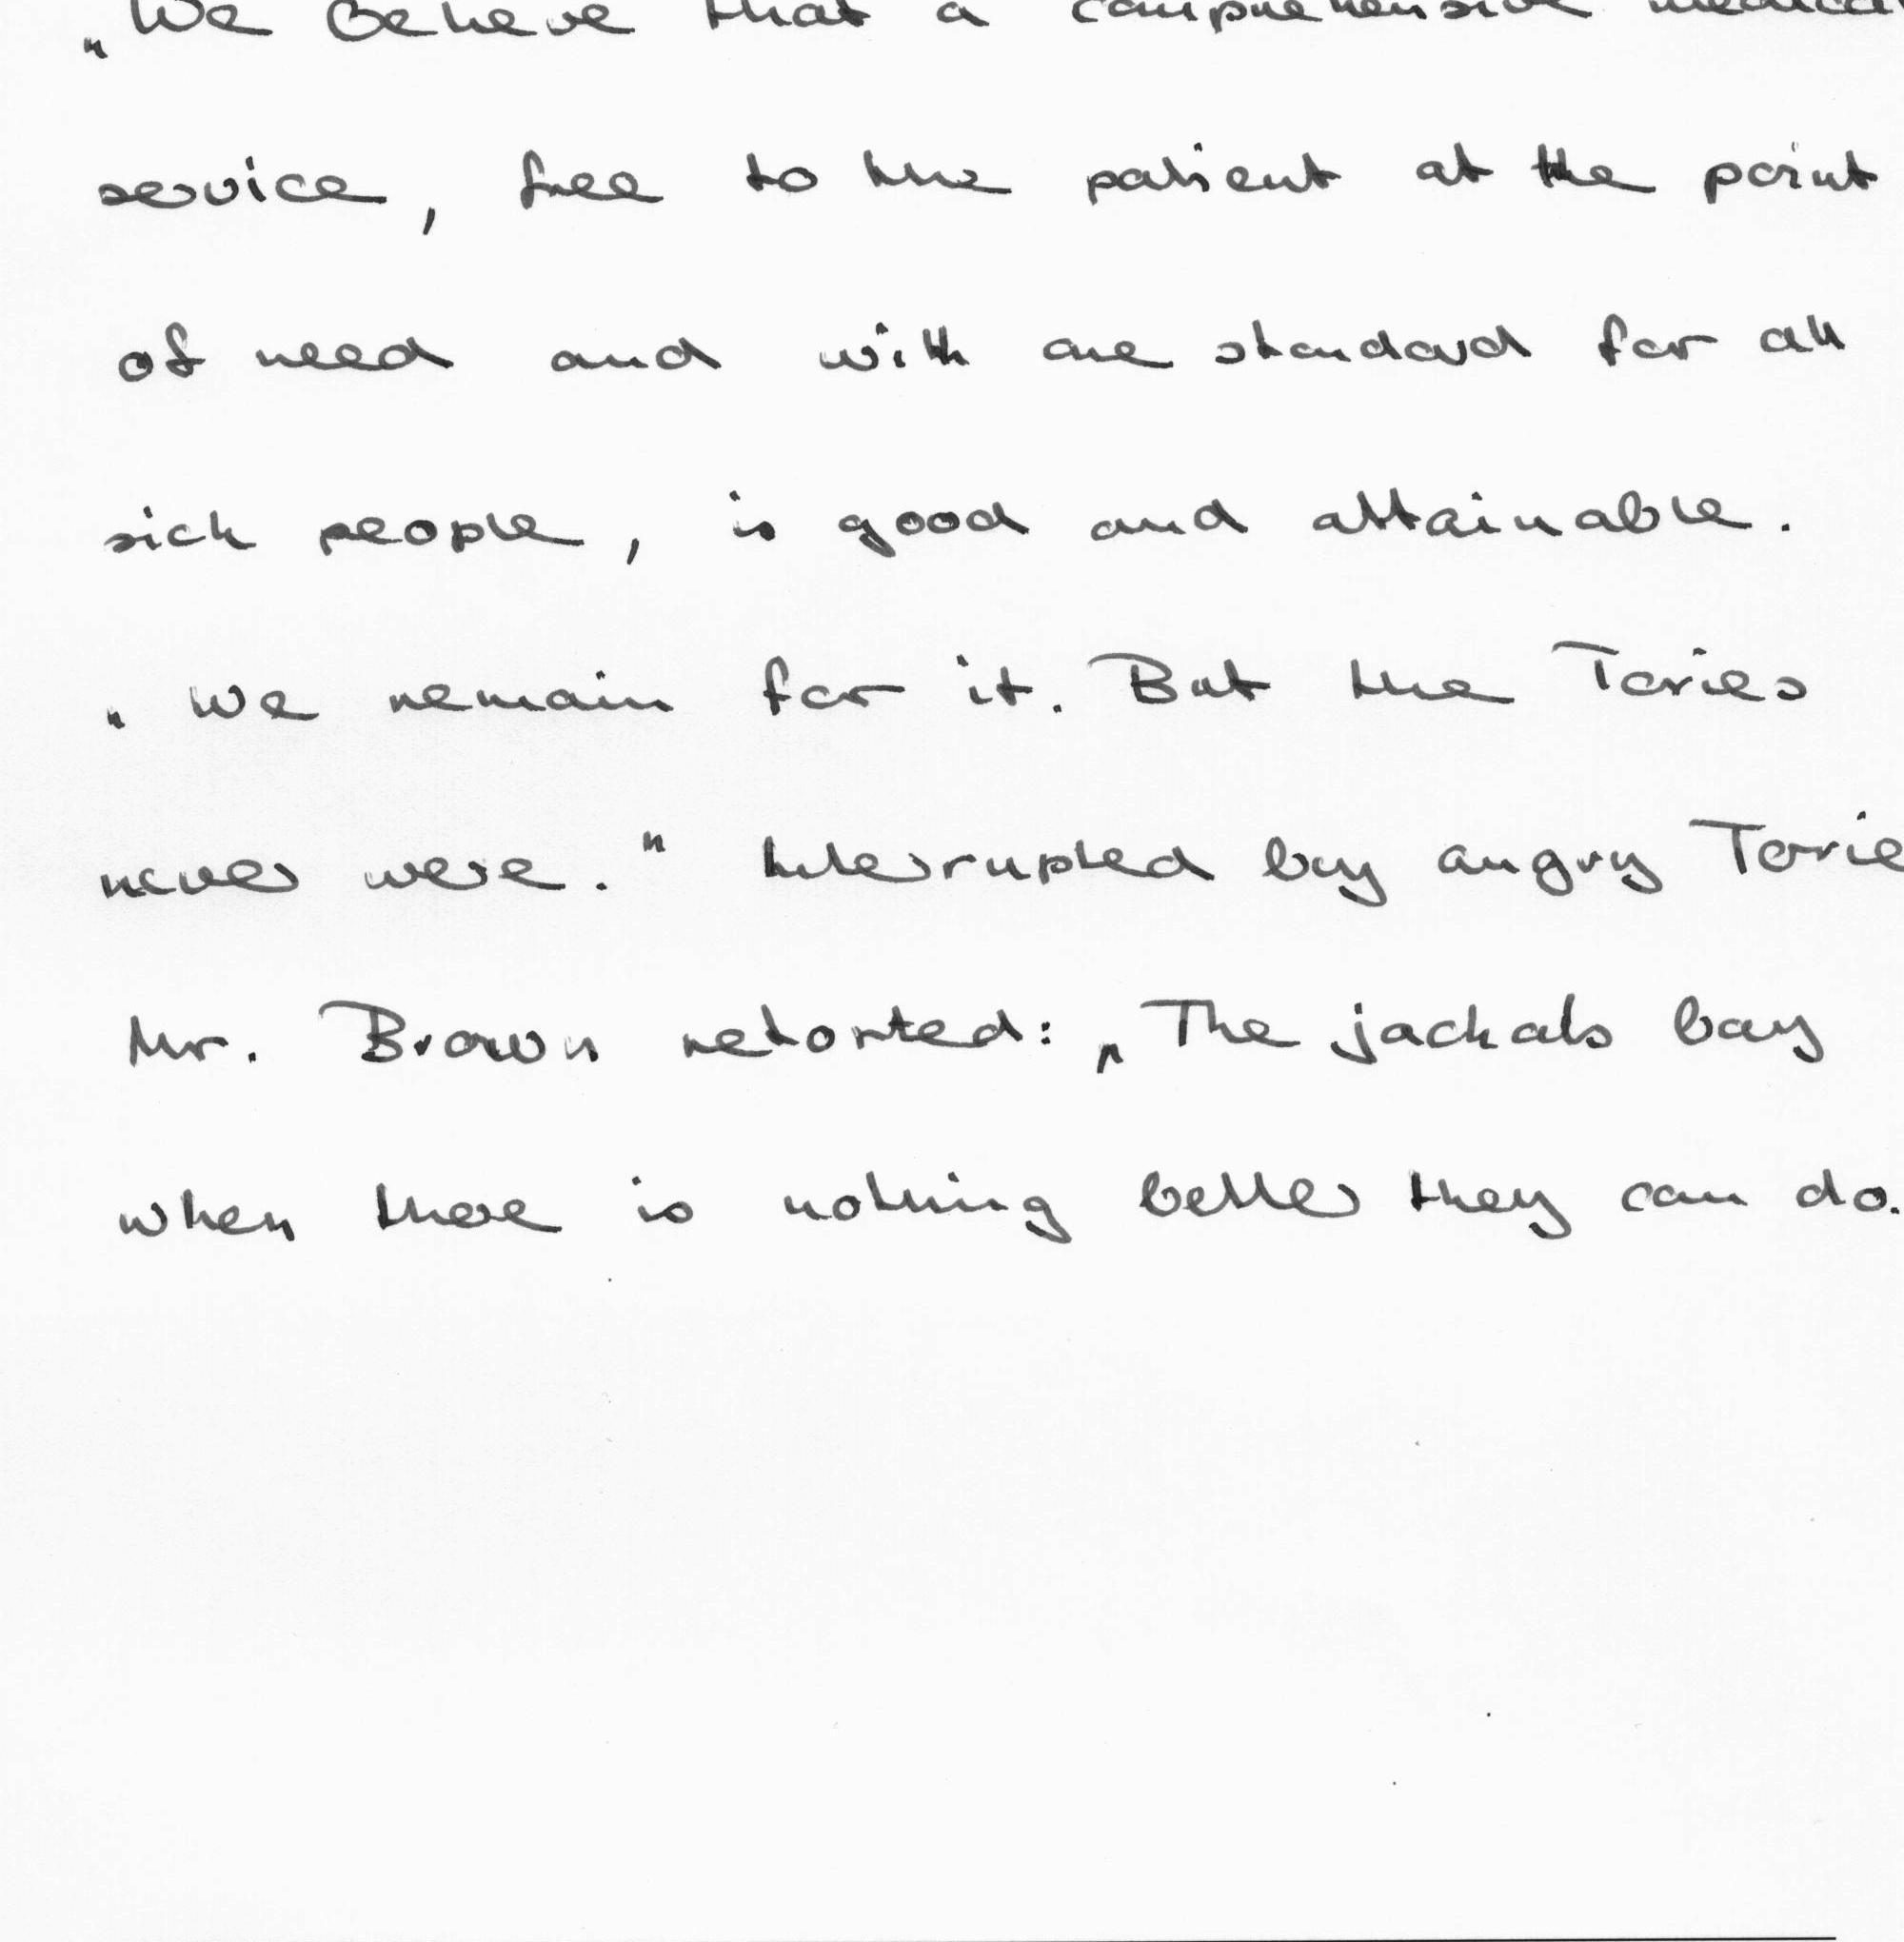 „We believe that a comprehensive medical
service, free to the patient at the point
of need and with one standard for all
sick people, is good and attainable.
„We remain for it. But the Tories
never were." Interrupted by angry Tories
Mr. Brown retorted: „The jackals bay
when there is nothing better they can do.